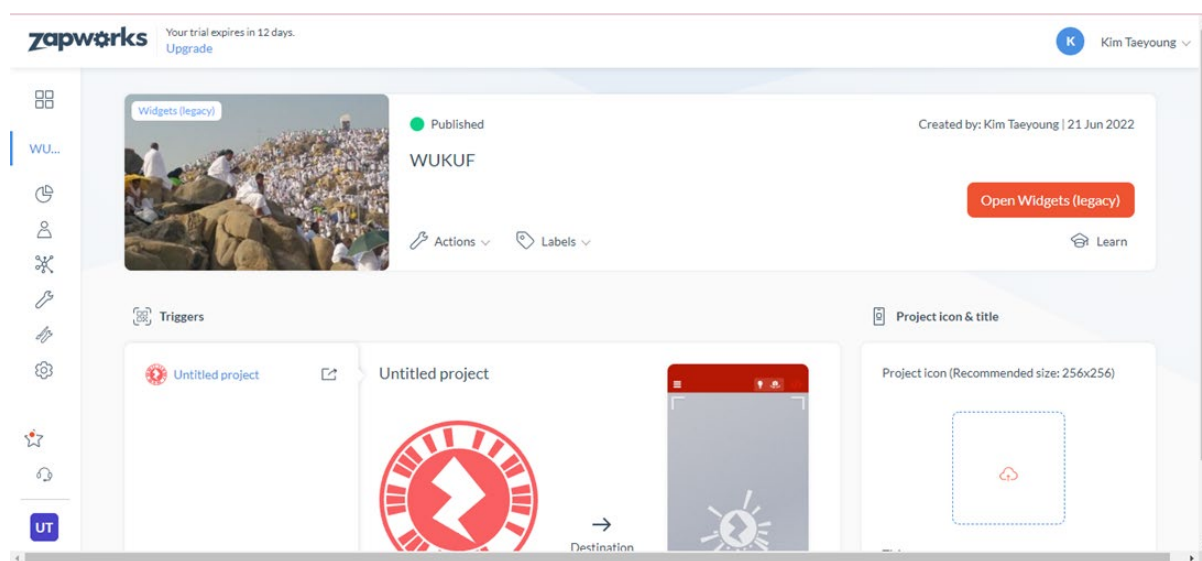 zapworks
Your trial expires in 12 days.
Upgrade
K
Kim Taeyoung
WU...
Widgets (legacy)
Published
Created by: Kim Taeyoung | 21 Jun 2022
WUKUF
Open Widgets (legacy)
Actions
Labels
Learn
Triggers
Project icon & title
Untitled project
Untitled project
Project icon (Recommended size: 256x256)
Destination
UT